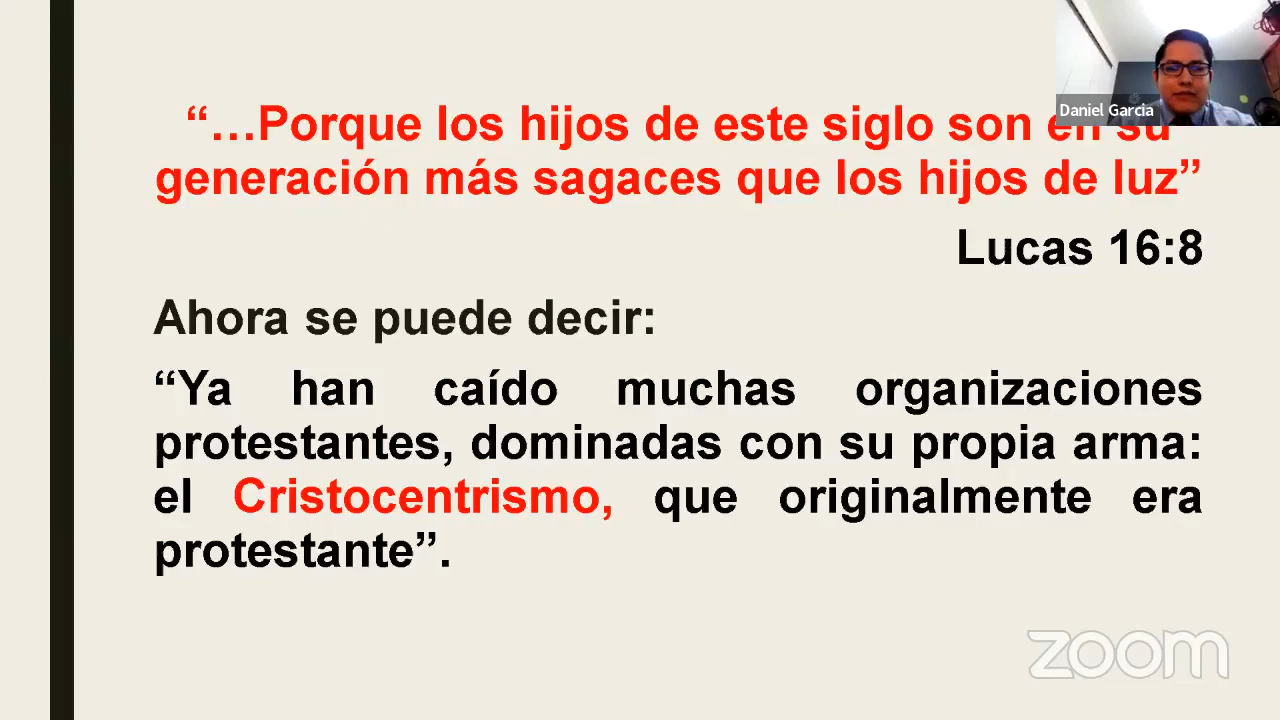 “…Porque los hijos de este siglo son en su
generación más sagaces que los hijos de luz”
Lucas 16:8
Ahora se puede decir:
“Ya han caído muchas organizaciones
protestantes, dominadas con su propia arma:
el Cristocentrismo, que originalmente era
protestante”.
Daniel Garcia
zoom